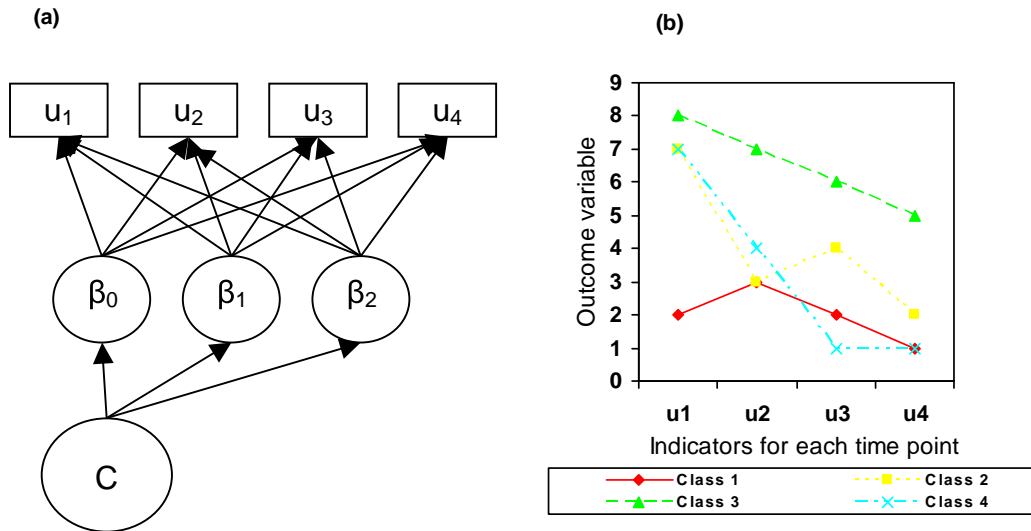 (a)
u1 u2 u3 u4
β0 β1 β2
C
(b)
Outcome variable
9
8
7
6
5
4
3
2
1
0
u1 u2 u3 u4
Indicators for each time point
Class 1 Class 2
Class 3 Class 4